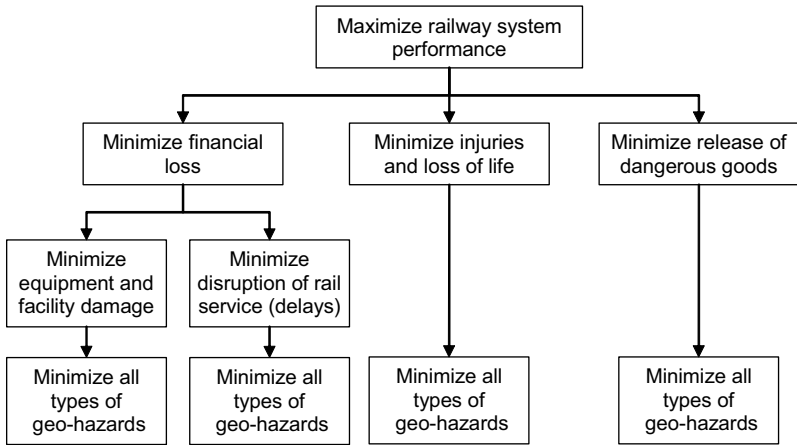 Maximize railway system
performance
Minimize financial
loss
Minimize injuries
and loss of life
Minimize release of
dangerous goods
Minimize
equipment and
facility damage
Minimize
disruption of rail
service (delays)
Minimize all
types of
geo-hazards
Minimize all
types of
geo-hazards
Minimize all
types of
geo-hazards
Minimize all
types of
geo-hazards